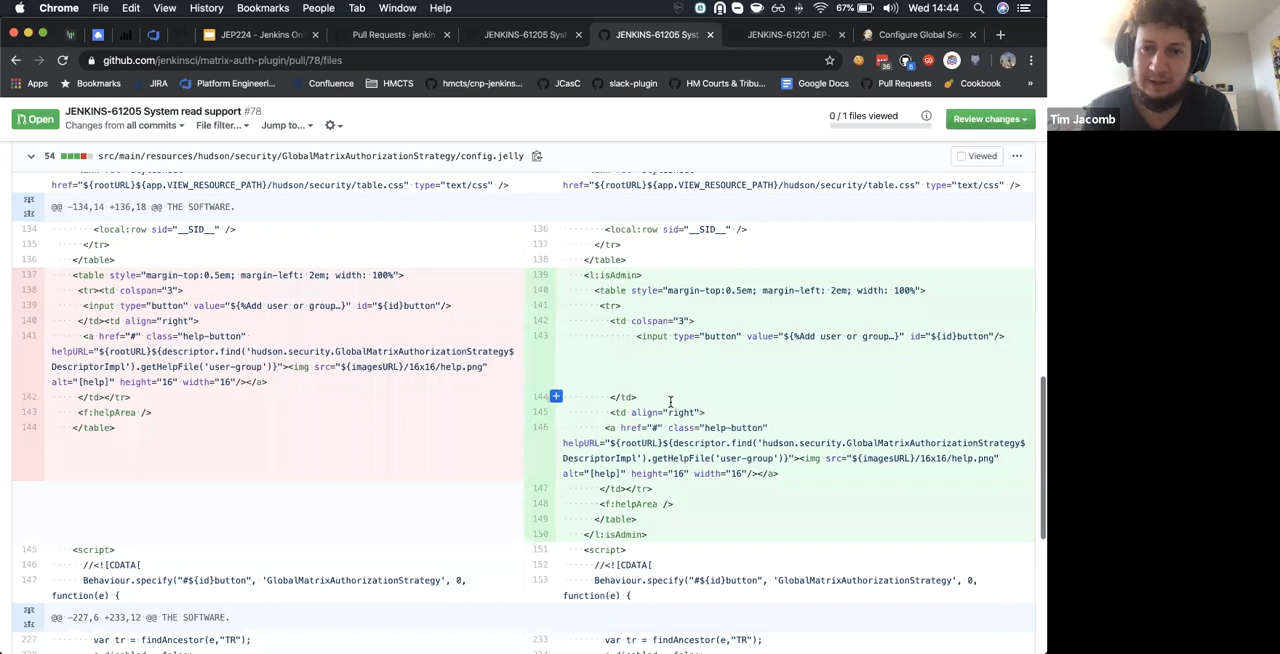 Chrome File Edit View History Bookmarks People Tab Window Help 67% Wed 14:44
JEP224 - Jenkins On Pull Requests · jenkin JENKINS-61205 Syst JENKINS-61205 Syst JENKINS-61201 JEP- Configure Global Sec
github.com/jenkinsci/matrix-auth-plugin/pull/78/files
Apps Bookmarks JIRA Platform Engineeri... Confluence HMCTS hmcts/cnp-jenkins... JCasC slack-plugin HM Courts & Tribu... Google Docs Pull Requests Cookbook »
Open JENKINS-61205 System read support #78
Changes from all commits File filter... Jump to...
0 / 1 files viewed Review changes
Tim Jacomb
54 src/main/resources/hudson/security/GlobalMatrixAuthorizationStrategy/config.jelly Viewed
href="${rootURL}${app.VIEW_RESOURCE_PATH}/hudson/security/table.css" type="text/css" /> href="${rootURL}${app.VIEW_RESOURCE_PATH}/hudson/security/table.css" type="text/css" />
@@ -134,14 +136,18 @@ THE SOFTWARE.
134 <local:row sid="__SID__" /> 136 <local:row sid="__SID__" />
135 </tr> 137 </tr>
136 </table> 138 </table>
137 <table style="margin-top:0.5em; margin-left: 2em; width: 100%"> 139 <l:isAdmin>
138 <tr><td colspan="3"> 140 <table style="margin-top:0.5em; margin-left: 2em; width: 100%">
139 <input type="button" value="${%Add user or group…}" id="${id}button"/> 141 <tr>
140 </td><td align="right"> 142 <td colspan="3">
141 <a href="#" class="help-button" 143 <input type="button" value="${%Add user or group…}" id="${id}button"/>
helpURL="${rootURL}${descriptor.find('hudson.security.GlobalMatrixAuthorizationStrategy$
DescriptorImpl').getHelpFile('user-group')}"><img src="${imagesURL}/16x16/help.png"
alt="[help]" height="16" width="16"/></a>
142 </td></tr> 144 </td>
143 <f:helpArea /> 145 <td align="right">
144 </table> 146 <a href="#" class="help-button"
helpURL="${rootURL}${descriptor.find('hudson.security.GlobalMatrixAuthorizationStrategy$
DescriptorImpl').getHelpFile('user-group')}"><img src="${imagesURL}/16x16/help.png"
alt="[help]" height="16" width="16"/></a>
147 </td></tr>
148 <f:helpArea />
149 </table>
150 </l:isAdmin>
145 <script> 151 <script>
146 //<![CDATA[ 152 //<![CDATA[
147 Behaviour.specify("#${id}button", 'GlobalMatrixAuthorizationStrategy', 0, 153 Behaviour.specify("#${id}button", 'GlobalMatrixAuthorizationStrategy', 0,
function(e) { function(e) {
@@ -227,6 +233,12 @@ THE SOFTWARE.
227 var tr = findAncestor(e,"TR"); 233 var tr = findAncestor(e,"TR");